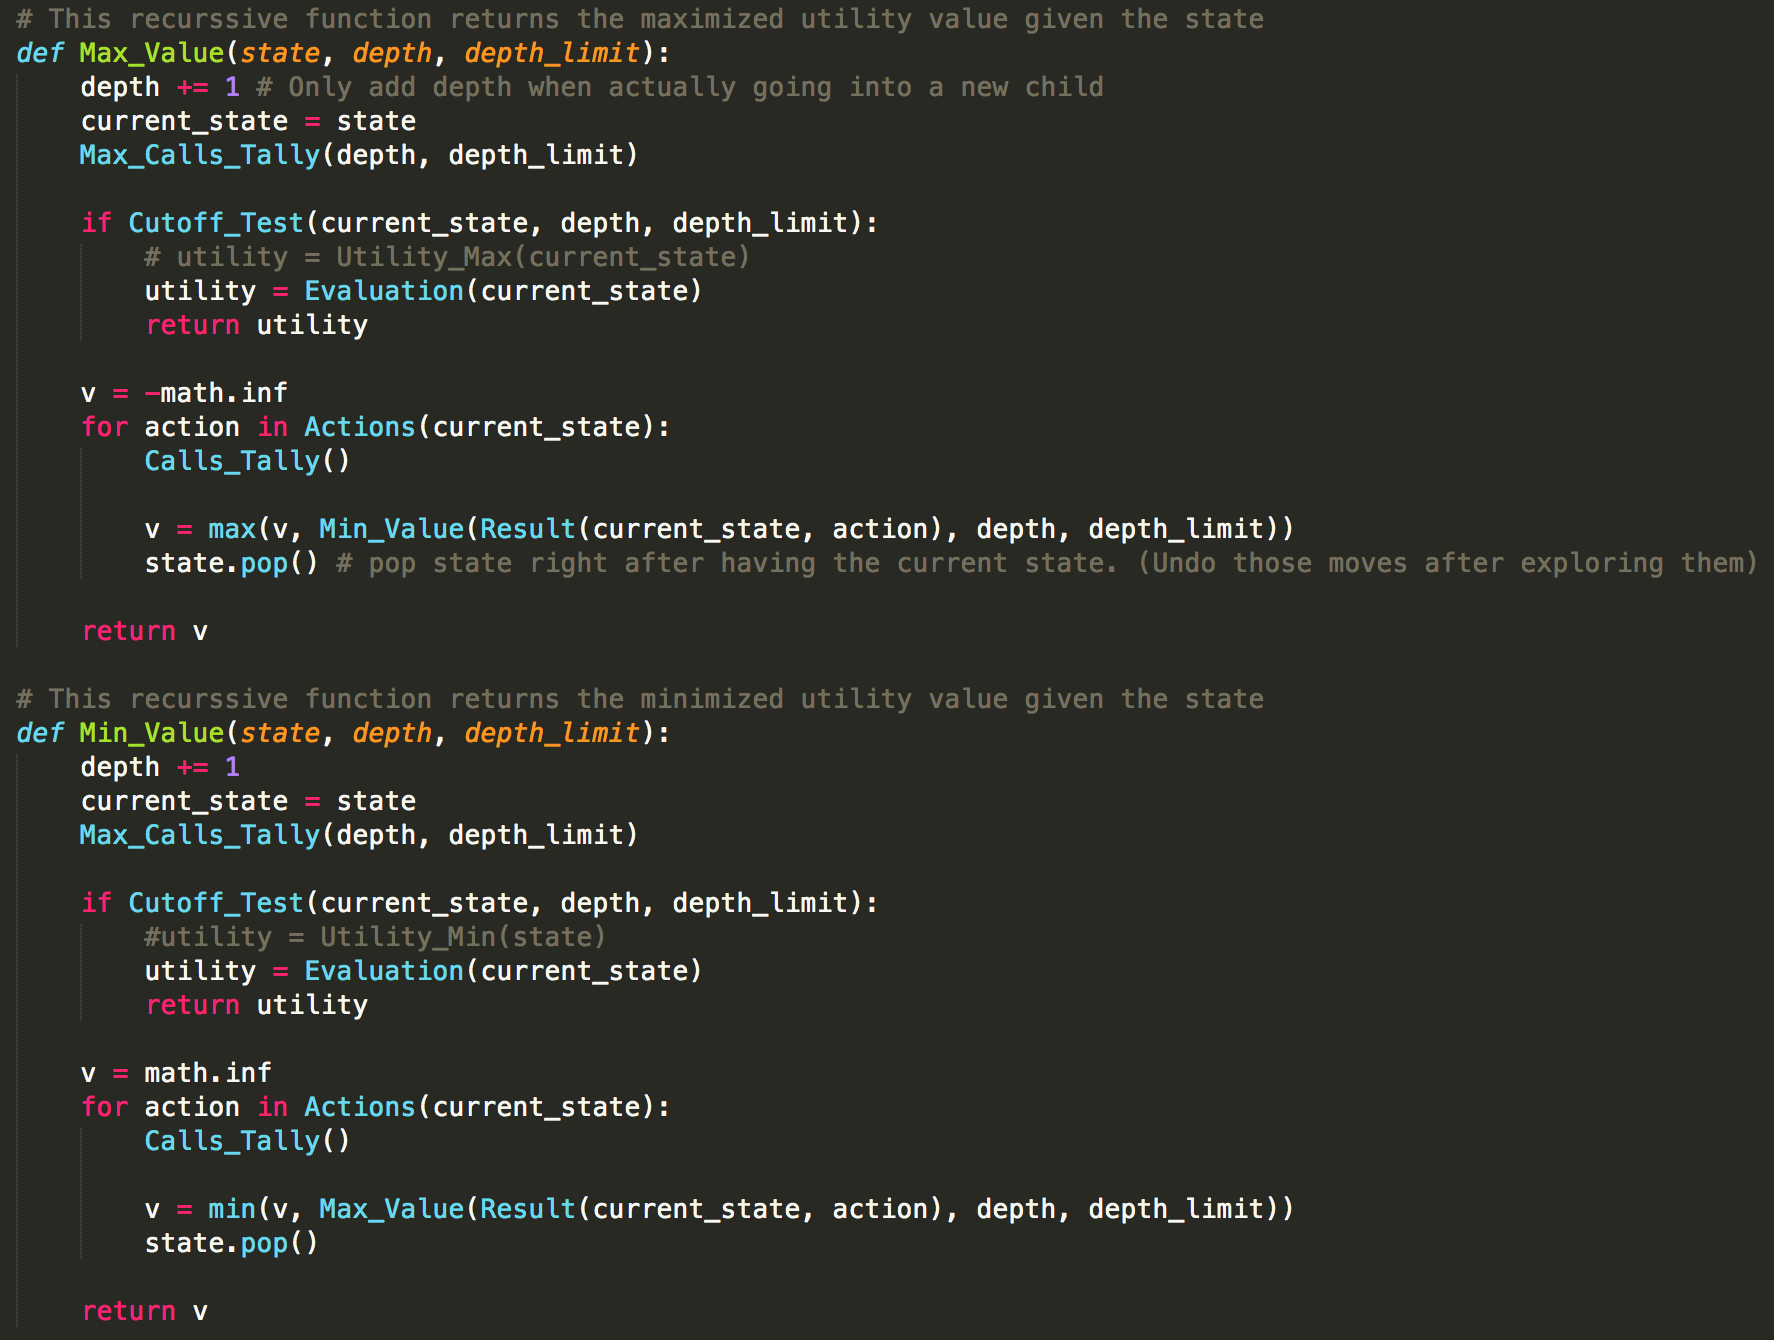 # This recurssive function returns the maximized utility value given the state
def Max_Value(state, depth, depth_limit):
    depth += 1 # Only add depth when actually going into a new child
    current_state = state
    Max_Calls_Tally(depth, depth_limit)

    if Cutoff_Test(current_state, depth, depth_limit):
        # utility = Utility_Max(current_state)
        utility = Evaluation(current_state)
        return utility

    v = -math.inf
    for action in Actions(current_state):
        Calls_Tally()

        v = max(v, Min_Value(Result(current_state, action), depth, depth_limit))
        state.pop() # pop state right after having the current state. (Undo those moves after exploring them)

    return v

# This recurssive function returns the minimized utility value given the state
def Min_Value(state, depth, depth_limit):
    depth += 1
    current_state = state
    Max_Calls_Tally(depth, depth_limit)

    if Cutoff_Test(current_state, depth, depth_limit):
        #utility = Utility_Min(state)
        utility = Evaluation(current_state)
        return utility

    v = math.inf
    for action in Actions(current_state):
        Calls_Tally()

        v = min(v, Max_Value(Result(current_state, action), depth, depth_limit))
        state.pop()

    return v